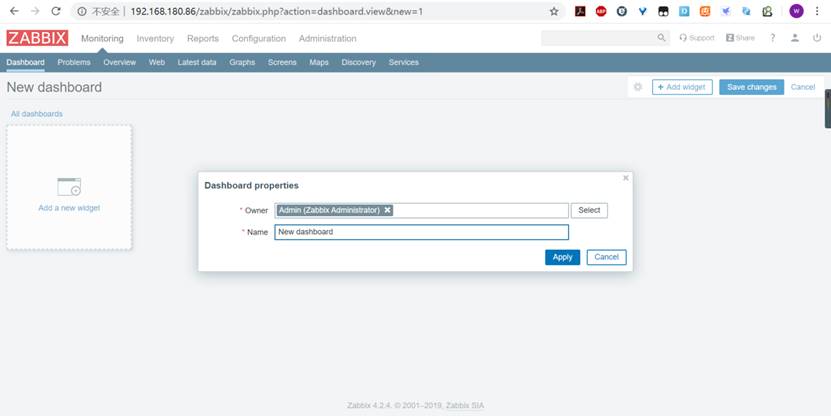 不安全 | 192.168.180.86/zabbix/zabbix.php?action=dashboard.view&new=1
ZABBIX Monitoring Inventory Reports Configuration Administration Support Share ?
Dashboard Problems Overview Web Latest data Graphs Screens Maps Discovery Services
New dashboard + Add widget Save changes Cancel
All dashboards
Add a new widget
Dashboard properties
* Owner Admin (Zabbix Administrator) Select
* Name New dashboard
Apply Cancel
Zabbix 4.2.4. © 2001–2019, Zabbix SIA